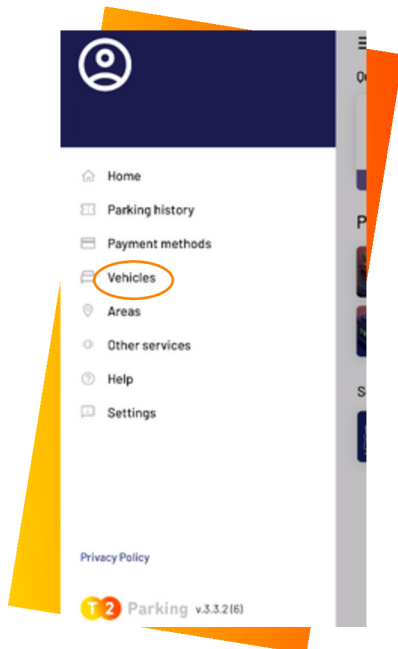 Home
Parking history
Payment methods
Vehicles
Areas
Other services
Help
Settings
Privacy Policy
T2 Parking v.3.3.2 (6)